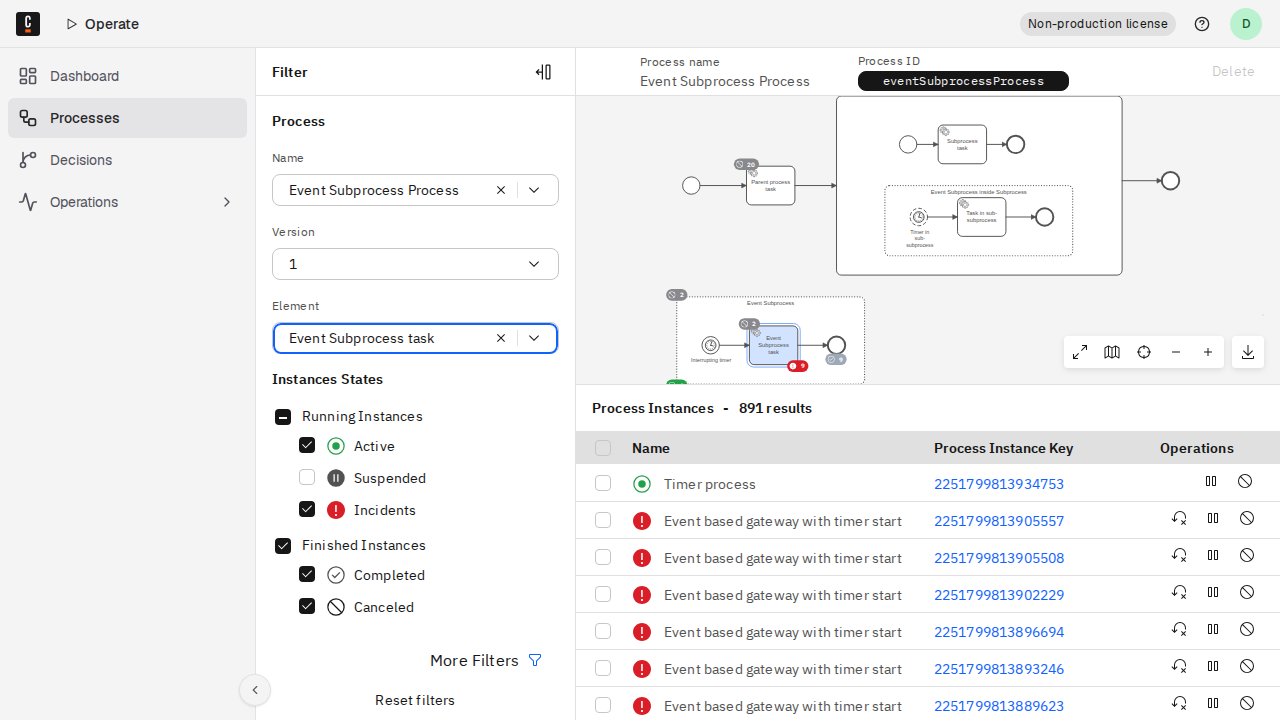 C Operate
Non-production license
D
Dashboard
Processes
Decisions
Operations
Filter
Process
Name
Event Subprocess Process
Version
1
Element
Event Subprocess task
Instances States
Running Instances
Active
Suspended
Incidents
Finished Instances
Completed
Canceled
More Filters
Reset filters
Process name
Event Subprocess Process
Process ID
eventSubprocessProcess
Delete
20
Parent process
task
Subprocess
task
Event Subprocess inside Subprocess
Timer in
sub-
subprocess
Task in sub-
subprocess
2
Event Subprocess
Interrupting timer
2
Event
Subprocess
task
9
9
Process Instances - 891 results
Name Process Instance Key Operations
Timer process 2251799813934753
Event based gateway with timer start 2251799813905557
Event based gateway with timer start 2251799813905508
Event based gateway with timer start 2251799813902229
Event based gateway with timer start 2251799813896694
Event based gateway with timer start 2251799813893246
Event based gateway with timer start 2251799813889623